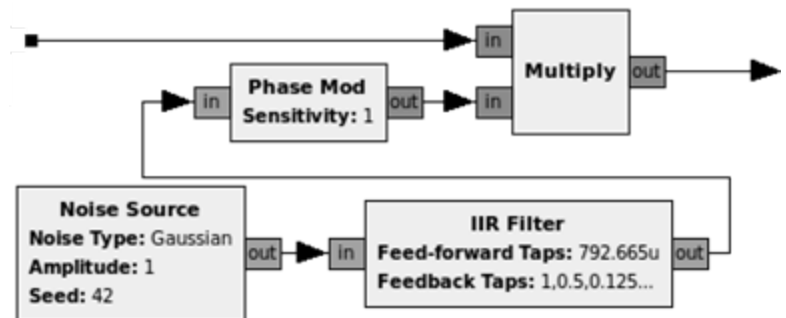 in
Multiply
out
in
Phase Mod
Sensitivity: 1
in
out
Noise Source
Noise Type: Gaussian
Amplitude: 1
Seed: 42
out
IIR Filter
in
Feed-forward Taps: 792.665u
Feedback Taps: 1,0.5,0.125...
out